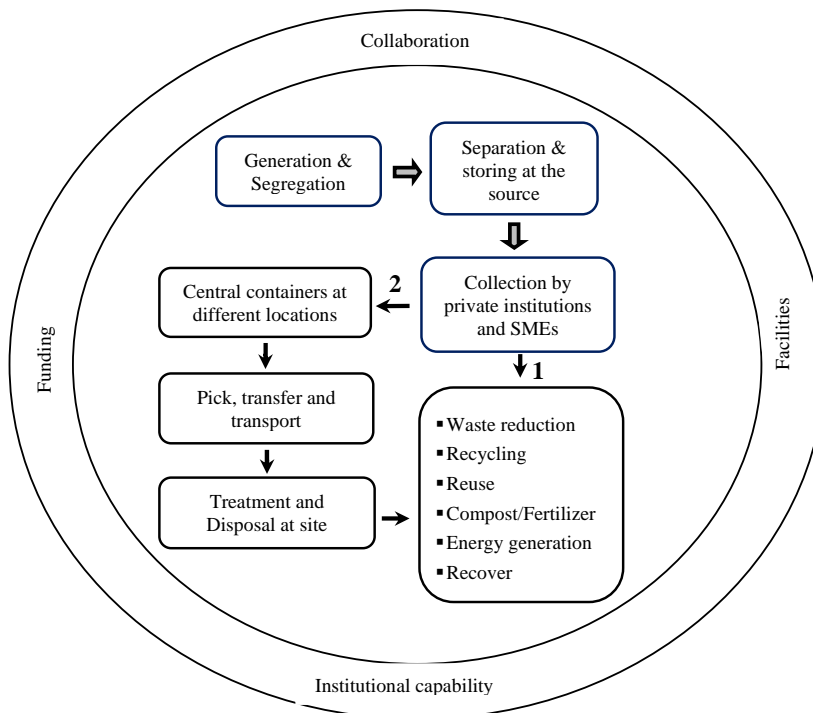 Collaboration
Generation &
Segregation
Separation &
storing at the
source
Collection by
private institutions
and SMEs
2
Central containers at
different locations
1
Pick, transfer and
transport
Treatment and
Disposal at site
▪ Waste reduction
▪ Recycling
▪ Reuse
▪ Compost/Fertilizer
▪ Energy generation
▪ Recover
Funding
Facilities
Institutional capability